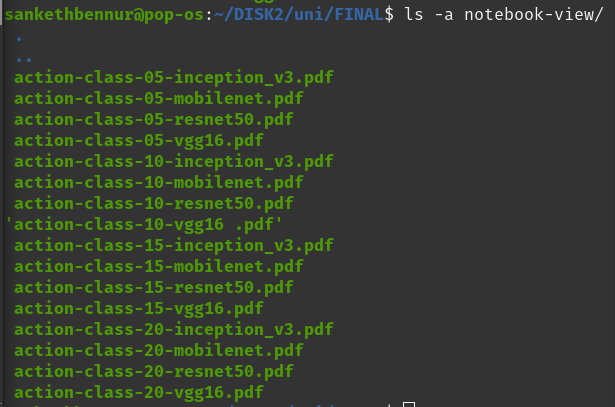 sankethbennur@pop-os:~/DISK2/uni/FINAL$ ls -a notebook-view/
.
..
action-class-05-inception_v3.pdf
action-class-05-mobilenet.pdf
action-class-05-resnet50.pdf
action-class-05-vgg16.pdf
action-class-10-inception_v3.pdf
action-class-10-mobilenet.pdf
action-class-10-resnet50.pdf
'action-class-10-vgg16 .pdf'
action-class-15-inception_v3.pdf
action-class-15-mobilenet.pdf
action-class-15-resnet50.pdf
action-class-15-vgg16.pdf
action-class-20-inception_v3.pdf
action-class-20-mobilenet.pdf
action-class-20-resnet50.pdf
action-class-20-vgg16.pdf